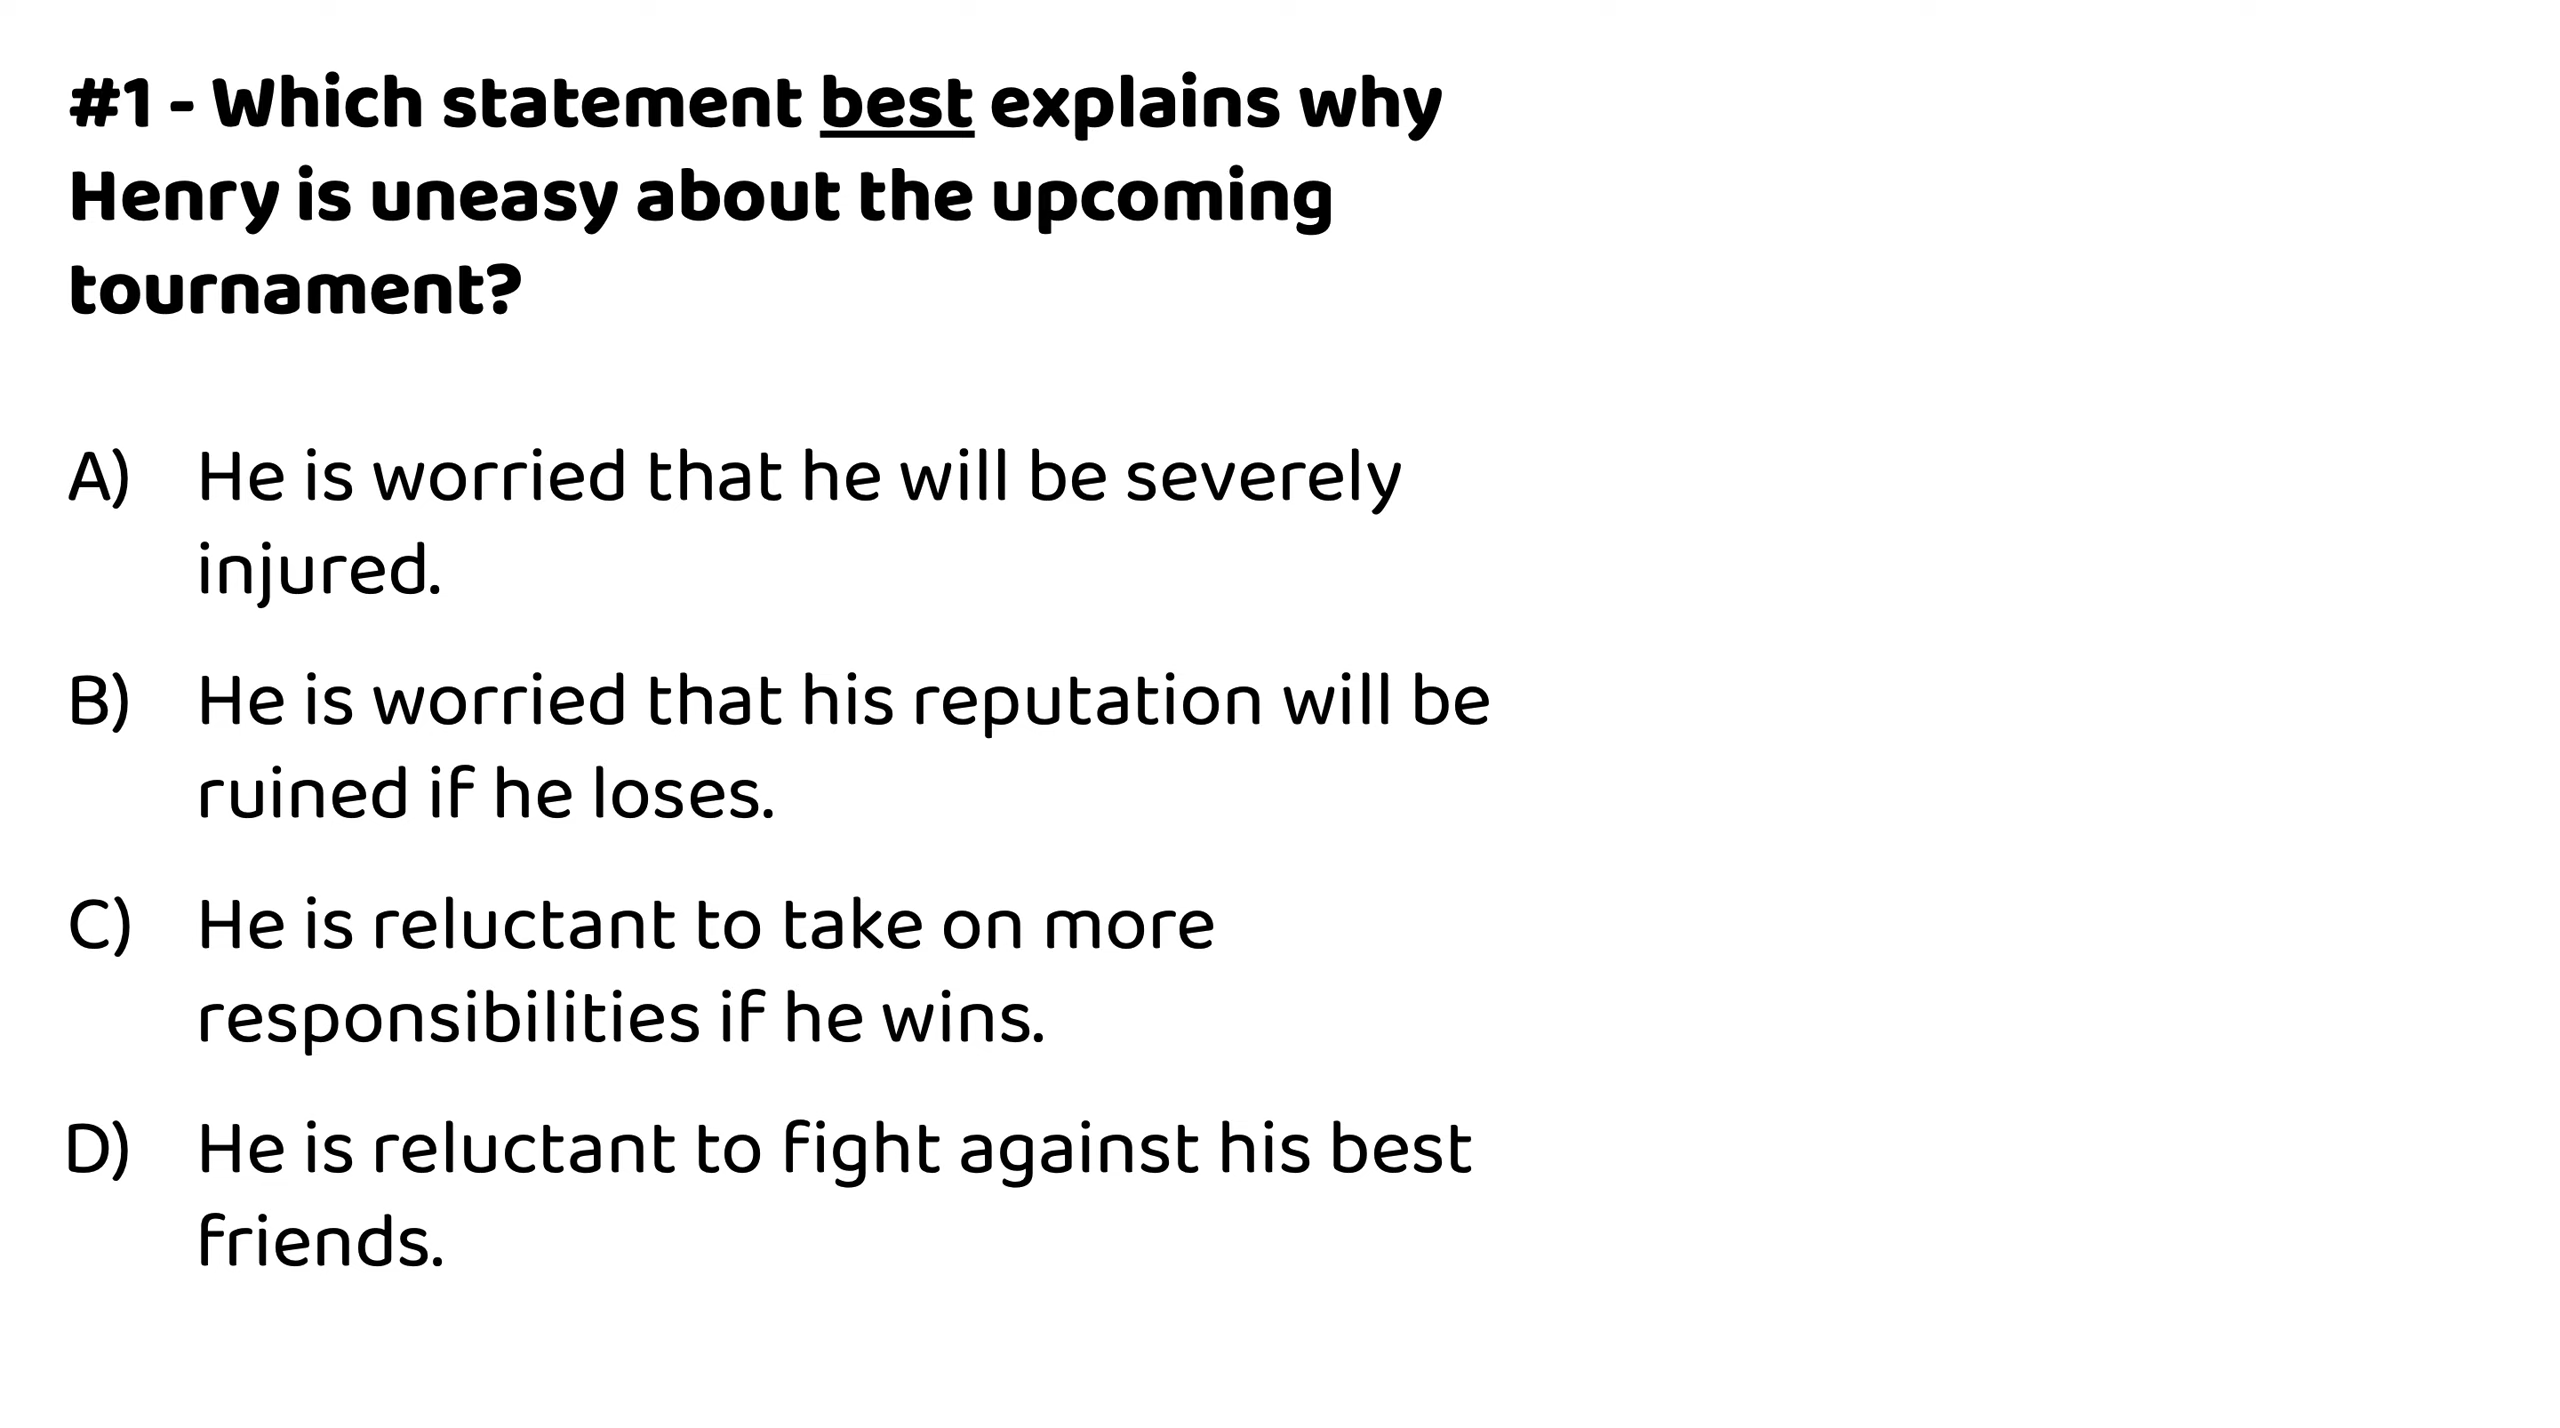 #1 - Which statement best explains why
Henry is uneasy about the upcoming
tournament?
A) He is worried that he will be severely
injured.
B) He is worried that his reputation will be
ruined if he loses.
C) He is reluctant to take on more
responsibilities if he wins.
D) He is reluctant to fight against his best
friends.